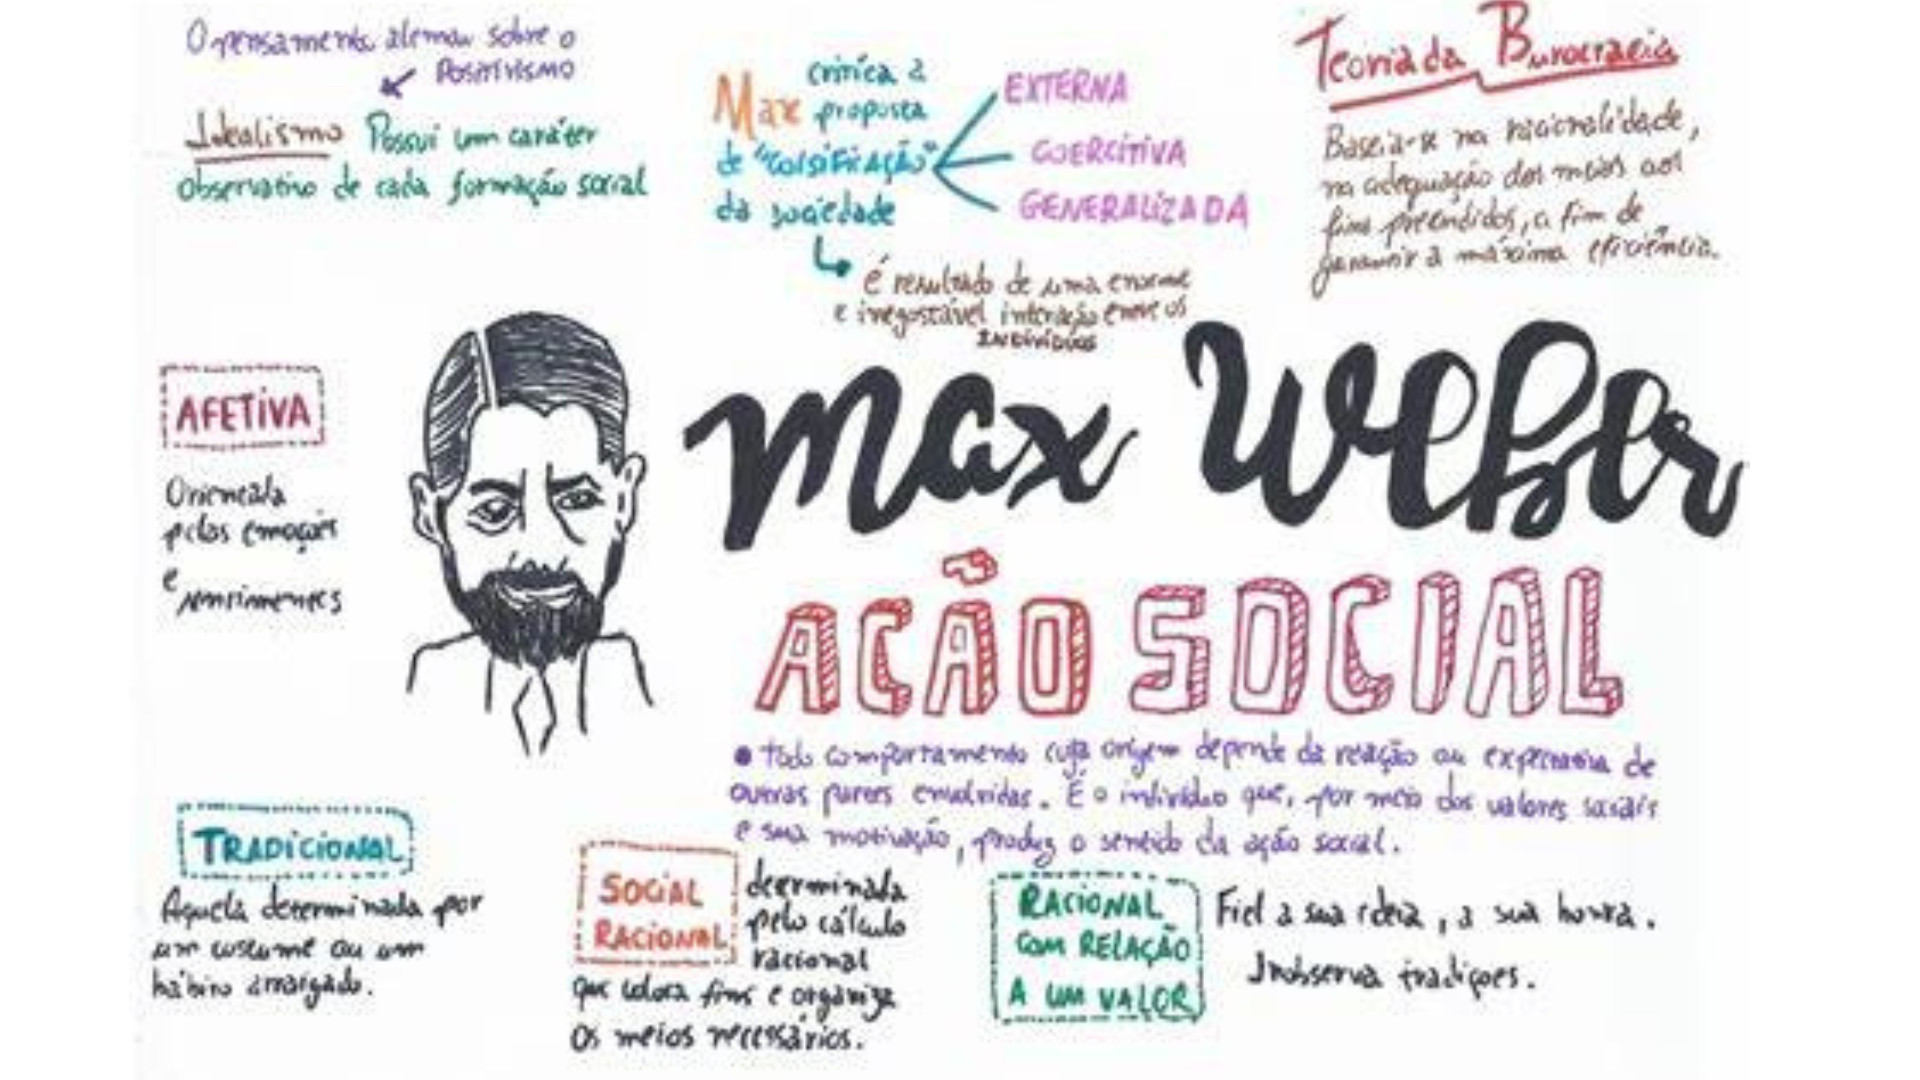 O pensamento alemão sobre o
POSITIVISMO
Idealismo Possui um caráter
observativo de cada formação social
Max crítica a
proposta
de "coisificação"
da sociedade
EXTERNA
COERCITIVA
GENERALIZADA
é resultado de uma enorme
e inegostável interação entre os
INDIVÍDUOS
Teoria da Burocracia
Baseia-se na racionalidade,
na adequação dos meios aos
fins pretendidos, a fim de
garantir a máxima eficiência.
AFETIVA
Orientada
pelas emoções
e
sentimentos
Max Weber
AÇÃO SOCIAL
• Todo comportamento cuja origem depende da reação ou expectativa de
outras partes envolvidas. É o indivíduo que, por meio dos valores sociais
e sua motivação, produz o sentido da ação social.
TRADICIONAL
Aquela determinada por
um costume ou um
hábito arraigado.
SOCIAL
RACIONAL
determinada
pelo cálculo
racional
que coloca fins e organiza
os meios necessários.
RACIONAL
com RELAÇÃO
A UM VALOR
Fiel a sua ideia, a sua honra.
Inobserva tradições.